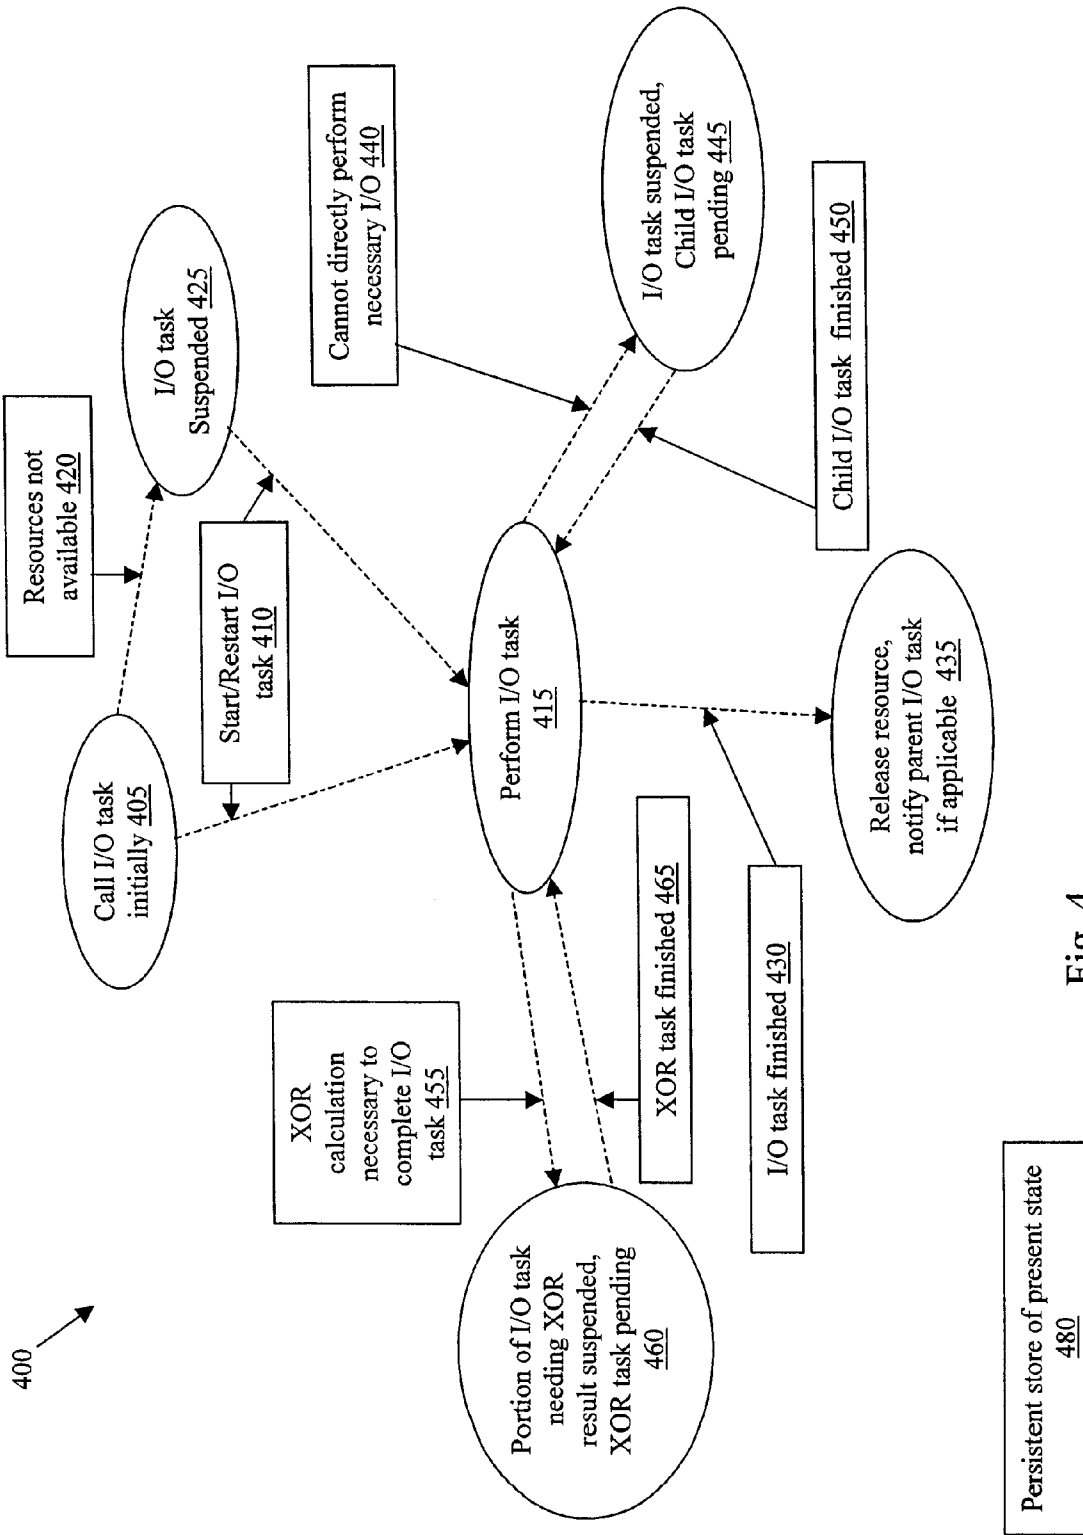 400
Call I/O task
initially 405
Resources not
available 420
I/O task
Suspended 425
Start/Restart I/O
task 410
Cannot directly perform
necessary I/O 440
XOR
calculation
necessary to
complete I/O
task 455
Perform I/O task
415
I/O task suspended,
Child I/O task
pending 445
Portion of I/O task
needing XOR
result suspended,
XOR task pending
460
XOR task finished 465
I/O task finished 430
Child I/O task finished 450
Release resource,
notify parent I/O task
if applicable 435
Persistent store of present state
480
Fig. 4